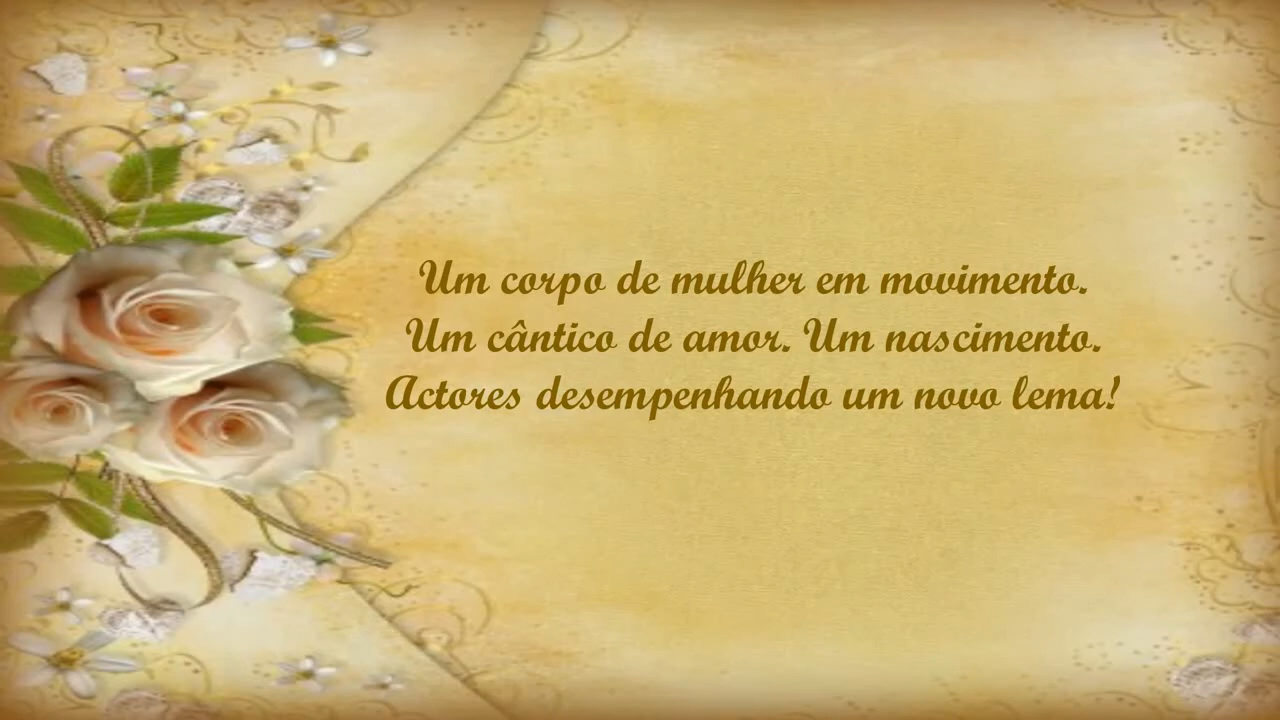 Um corpo de mulher em movimento.
Um cântico de amor. Um nascimento.
Actores desempenhando um novo lema!